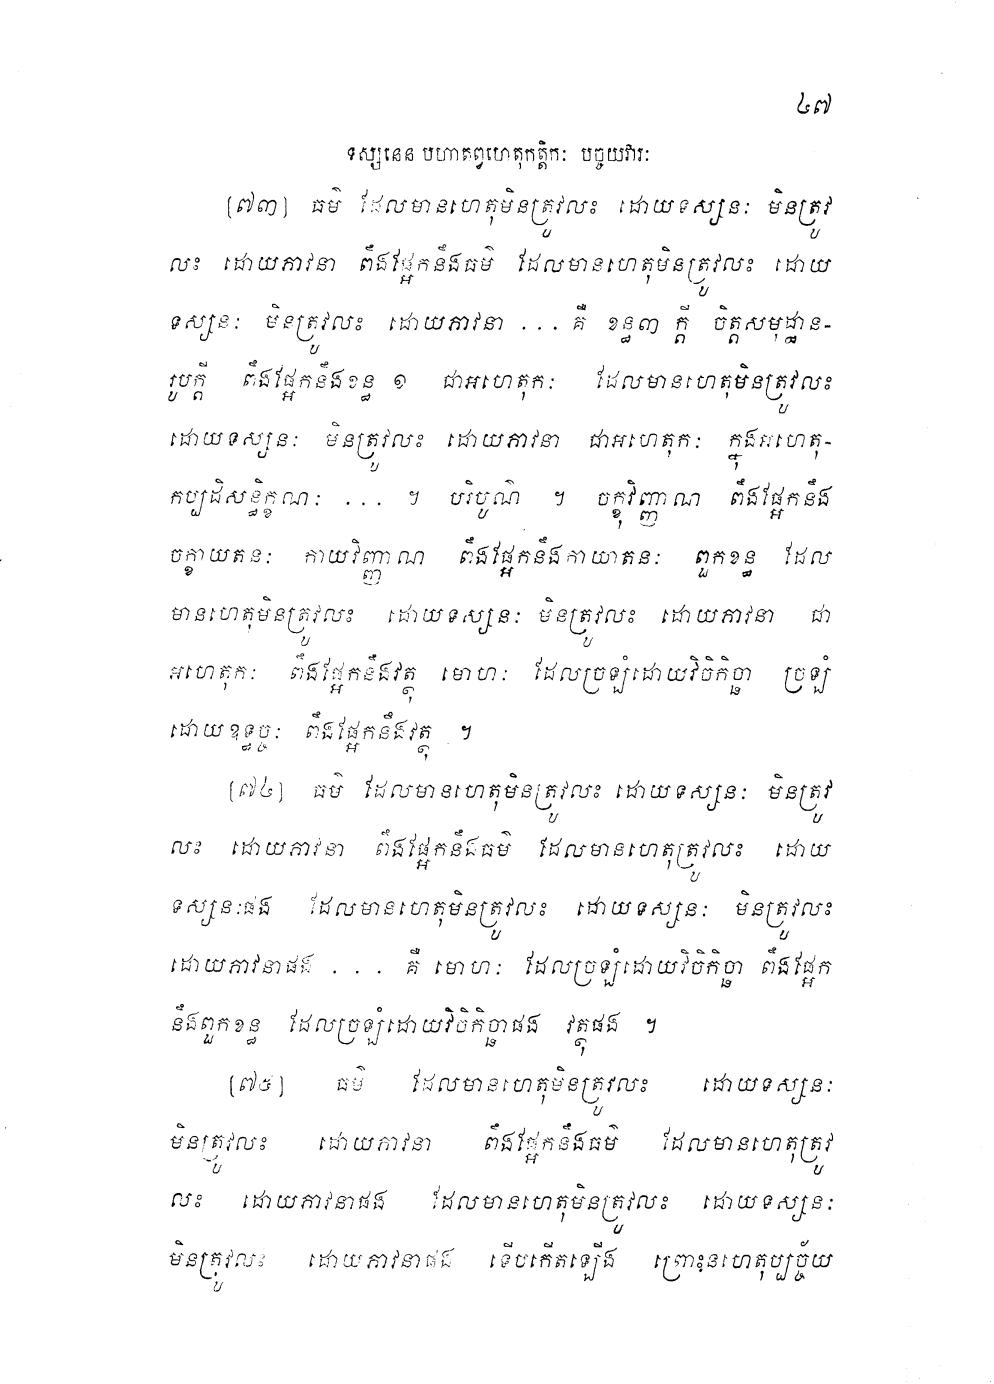 ៤៧
ទស្សនេន បហាតព្វហេតុកត្តិកៈ បច្ចយវារៈ
[៧៣] ធម៌ ដែលមានហេតុមិនត្រូវលះ ដោយទស្សនៈ មិនត្រូវ
លះ ដោយភាវនា ពឹងផ្អែកនឹងធម៌ ដែលមានហេតុមិនត្រូវលះ ដោយ
ទស្សនៈ មិនត្រូវលះ ដោយភាវនា ... គឺ ខន្ធ៣ ក្តី ចិត្តសមុដ្ឋាន-
រូបក្តី ពឹងផ្អែកនឹងខន្ធ ១ ជាអហេតុកៈ ដែលមានហេតុមិនត្រូវលះ
ដោយទស្សនៈ មិនត្រូវលះ ដោយភាវនា ជាអហេតុកៈ ក្នុងអហេតុ-
កប្បដិសន្ធិក្ខណៈ ... ។ បរិបូណ៌ ។ ចក្ខុវិញ្ញាណ ពឹងផ្អែកនឹង
ចក្ខាយតនៈ កាយវិញ្ញាណ ពឹងផ្អែកនឹងកាយាតនៈ ពួកខន្ធ ដែល
មានហេតុមិនត្រូវលះ ដោយទស្សនៈ មិនត្រូវលះ ដោយភាវនា ជា
អហេតុកៈ ពឹងផ្អែកនឹងវត្ថុ មោហៈ ដែលច្រឡំដោយវិចិកិច្ឆា ច្រឡំ
ដោយឧទ្ធច្ចៈ ពឹងផ្អែកនឹងវត្ថុ ។
[៧៤] ធម៌ ដែលមានហេតុមិនត្រូវលះ ដោយទស្សនៈ មិនត្រូវ
លះ ដោយភាវនា ពឹងផ្អែកនឹងធម៌ ដែលមានហេតុត្រូវលះ ដោយ
ទស្សនៈផង ដែលមានហេតុមិនត្រូវលះ ដោយទស្សនៈ មិនត្រូវលះ
ដោយភាវនាផង ... គឺ មោហៈ ដែលច្រឡំដោយវិចិកិច្ឆា ពឹងផ្អែក
នឹងពួកខន្ធ ដែលច្រឡំដោយវិចិកិច្ឆាផង វត្ថុផង ។
[៧៥] ធម៌ ដែលមានហេតុមិនត្រូវលះ ដោយទស្សនៈ
មិនត្រូវលះ ដោយភាវនា ពឹងផ្អែកនឹងធម៌ ដែលមានហេតុត្រូវ
លះ ដោយភាវនាផង ដែលមានហេតុមិនត្រូវលះ ដោយទស្សនៈ
មិនត្រូវលះ ដោយភាវនាផង ទើបកើតឡើង ព្រោះនហេតុប្បច្ច័យ